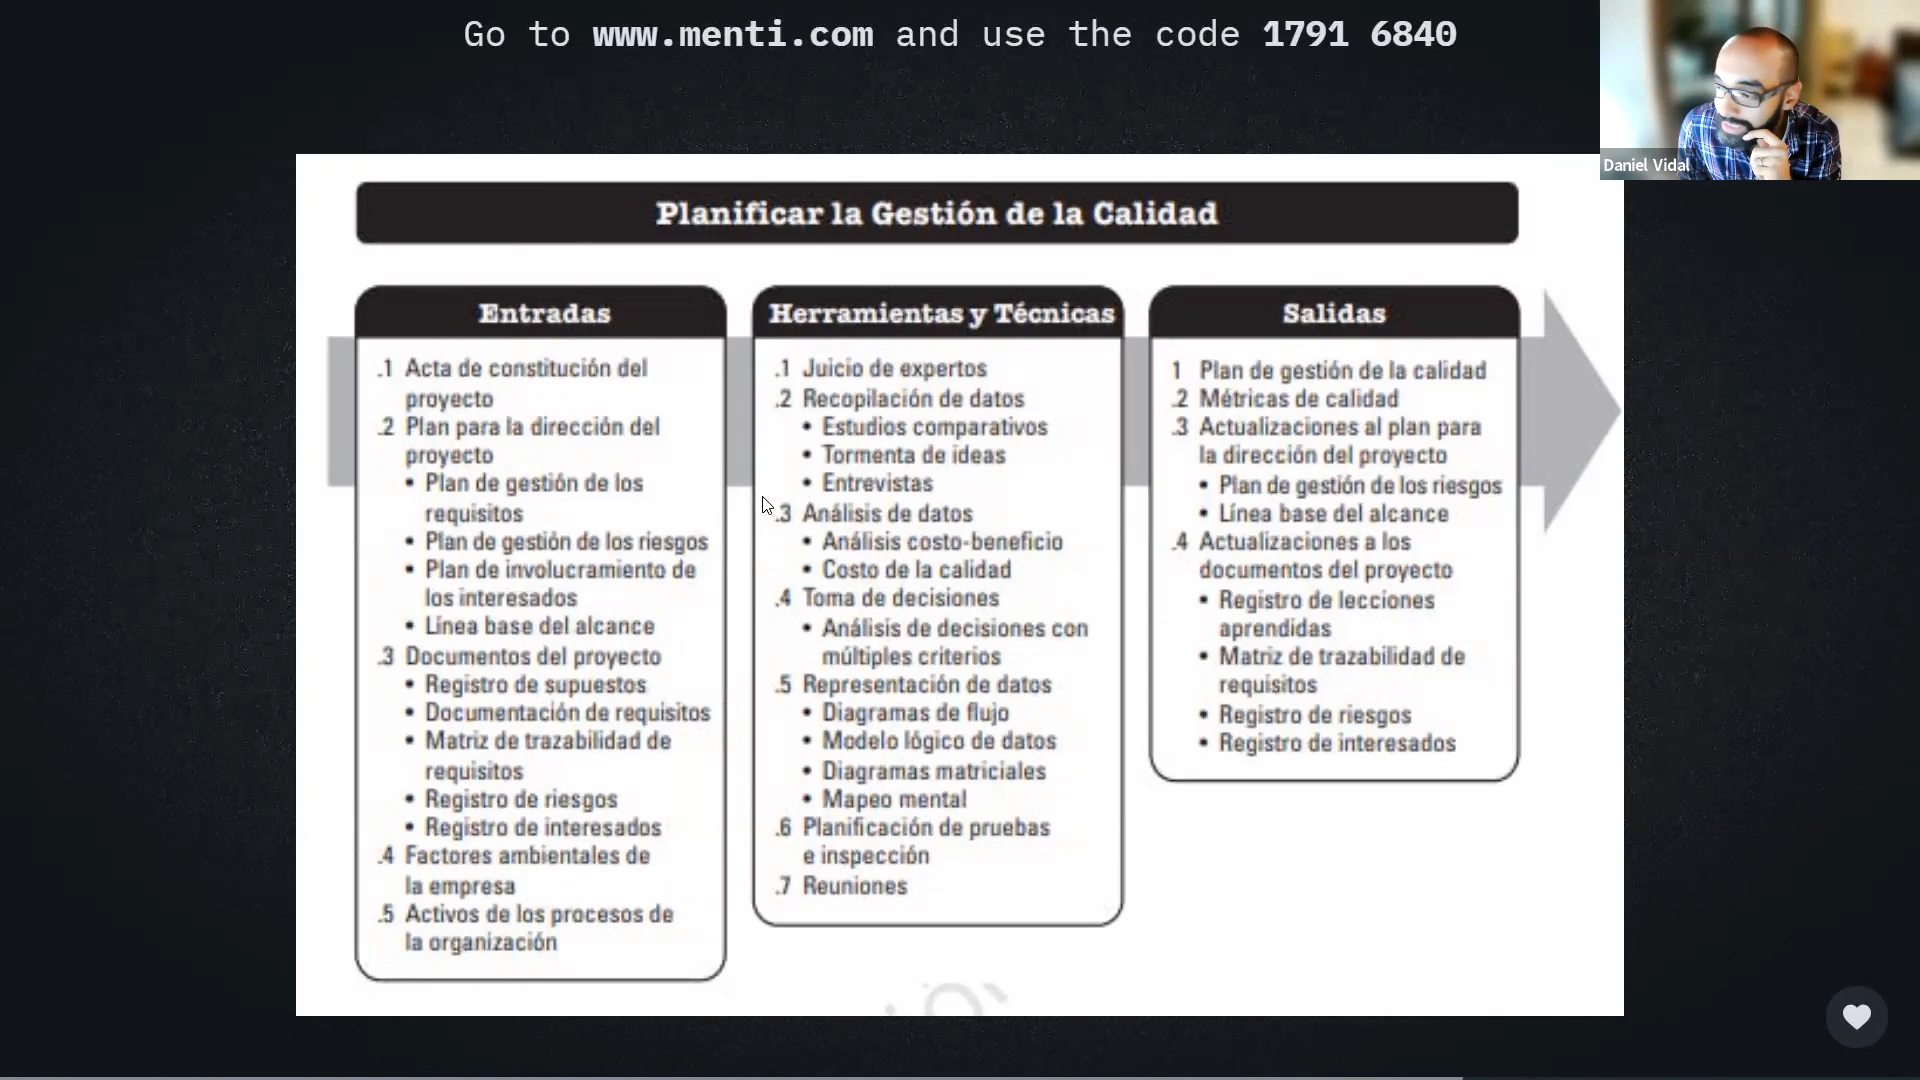 Go to www.menti.com and use the code 1791 6840
Daniel Vidal
Planificar la Gestión de la Calidad
Entradas
.1 Acta de constitución del
proyecto
.2 Plan para la dirección del
proyecto
• Plan de gestión de los
requisitos
• Plan de gestión de los riesgos
• Plan de involucramiento de
los interesados
• Línea base del alcance
.3 Documentos del proyecto
• Registro de supuestos
• Documentación de requisitos
• Matriz de trazabilidad de
requisitos
• Registro de riesgos
• Registro de interesados
.4 Factores ambientales de
la empresa
.5 Activos de los procesos de
la organización
Herramientas y Técnicas
.1 Juicio de expertos
.2 Recopilación de datos
• Estudios comparativos
• Tormenta de ideas
• Entrevistas
.3 Análisis de datos
• Análisis costo-beneficio
• Costo de la calidad
.4 Toma de decisiones
• Análisis de decisiones con
múltiples criterios
.5 Representación de datos
• Diagramas de flujo
• Modelo lógico de datos
• Diagramas matriciales
• Mapeo mental
.6 Planificación de pruebas
e inspección
.7 Reuniones
Salidas
1 Plan de gestión de la calidad
.2 Métricas de calidad
.3 Actualizaciones al plan para
la dirección del proyecto
• Plan de gestión de los riesgos
• Línea base del alcance
.4 Actualizaciones a los
documentos del proyecto
• Registro de lecciones
aprendidas
• Matriz de trazabilidad de
requisitos
• Registro de riesgos
• Registro de interesados